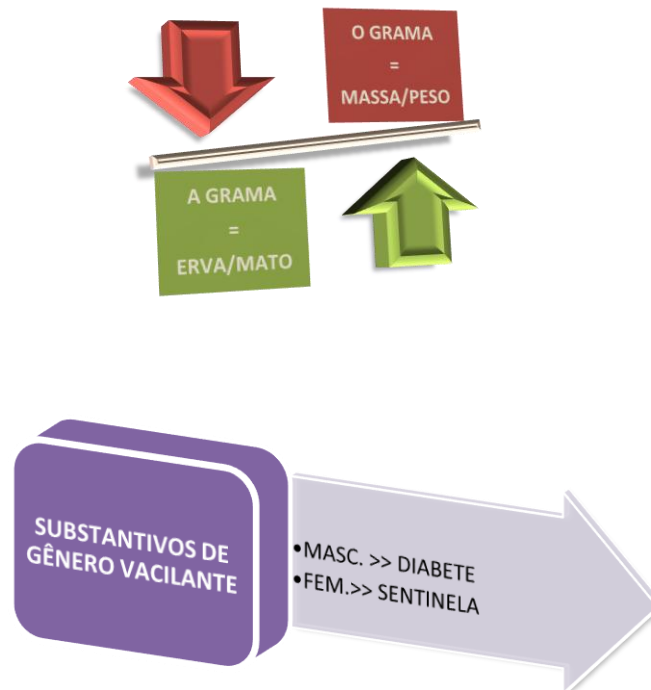 O GRAMA
=
MASSA/PESO
A GRAMA
=
ERVA/MATO
SUBSTANTIVOS DE
GÊNERO VACILANTE
•MASC. >> DIABETE
•FEM.>> SENTINELA